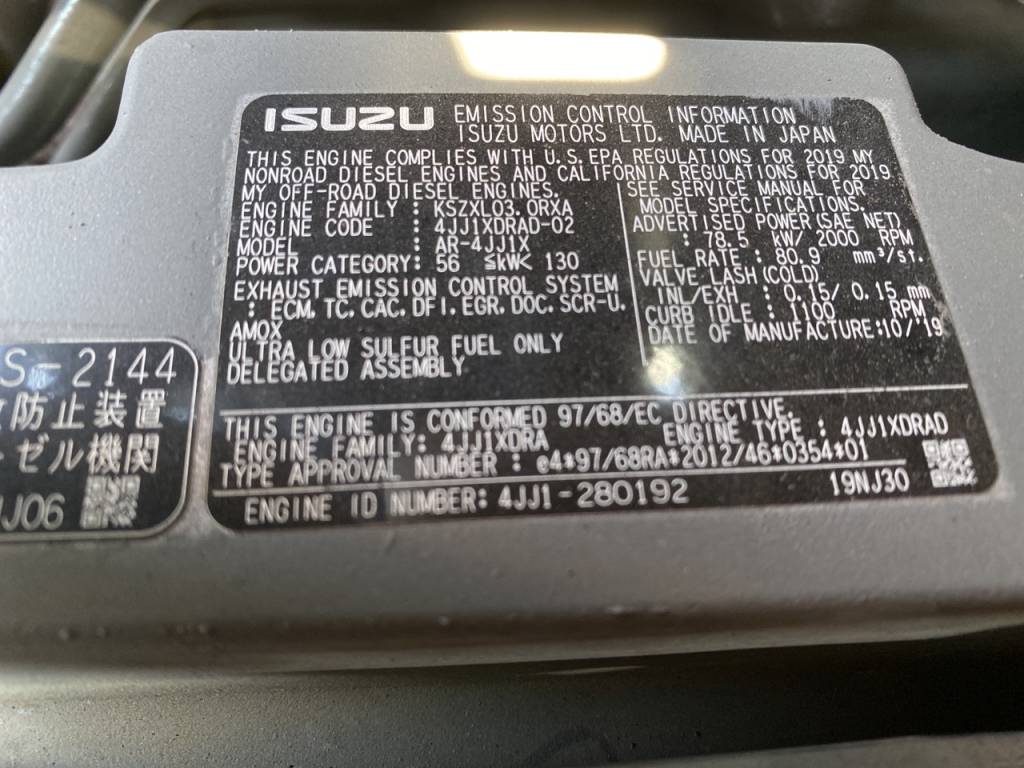 ISUZU EMISSION CONTROL INFORMATION
ISUZU MOTORS LTD. MADE IN JAPAN
THIS ENGINE COMPLIES WITH U.S.EPA REGULATIONS FOR 2019 MY
NONROAD DIESEL ENGINES AND CALIFORNIA REGULATIONS FOR 2019
MY OFF-ROAD DIESEL ENGINES.
ENGINE FAMILY : KSZXL03.0RXA
ENGINE CODE : 4JJ1XDRAD-02
MODEL : AR-4JJ1X
POWER CATEGORY: 56 ≦kW< 130
EXHAUST EMISSION CONTROL SYSTEM
: ECM, TC, CAC, DFI, EGR, DOC, SCR-U,
AMOX
ULTRA LOW SULFUR FUEL ONLY
DELEGATED ASSEMBLY
SEE SERVICE MANUAL FOR
MODEL SPECIFICATIONS.
ADVERTISED POWER(SAE NET)
: 78.5 kW/ 2000 RPM
FUEL RATE : 80.9 mm³/st.
VALVE LASH(COLD)
INL/EXH : 0.15/ 0.15 mm
CURB IDLE : 1100 RPM
DATE OF MANUFACTURE:10/'19
THIS ENGINE IS CONFORMED 97/68/EC DIRECTIVE.
ENGINE FAMILY: 4JJ1XDRA ENGINE TYPE : 4JJ1XDRAD
TYPE APPROVAL NUMBER : e4*97/68RA*2012/46*0354*01
ENGINE ID NUMBER: 4JJ1-280192 19NJ30
S-2144
防止装置
ゼル機関
J06